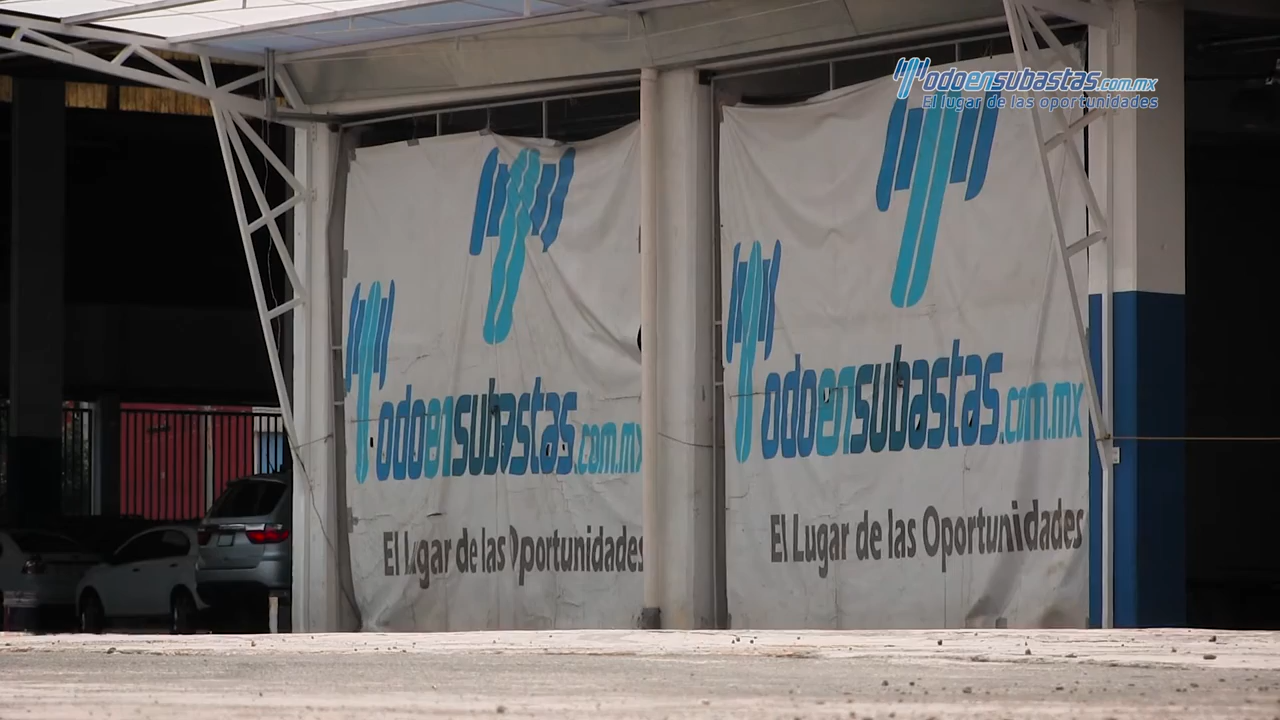 Todoensubastas.com.mx
El lugar de las oportunidades
Todoensubastas.com.mx
El Lugar de las Oportunidades
Todoensubastas.com.mx
El Lugar de las Oportunidades